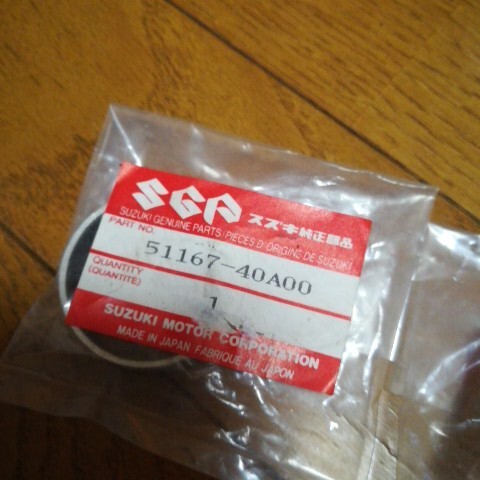 SGP スズキ純正部品
SUZUKI GENUINE PARTS/PIECES D'ORIGINE DE SUZUKI
PART NO.
51167-40A00
QUANTITY
(QUANTITE)
1
SUZUKI MOTOR CORPORATION
MADE IN JAPAN FABRIQUE AU JAPON